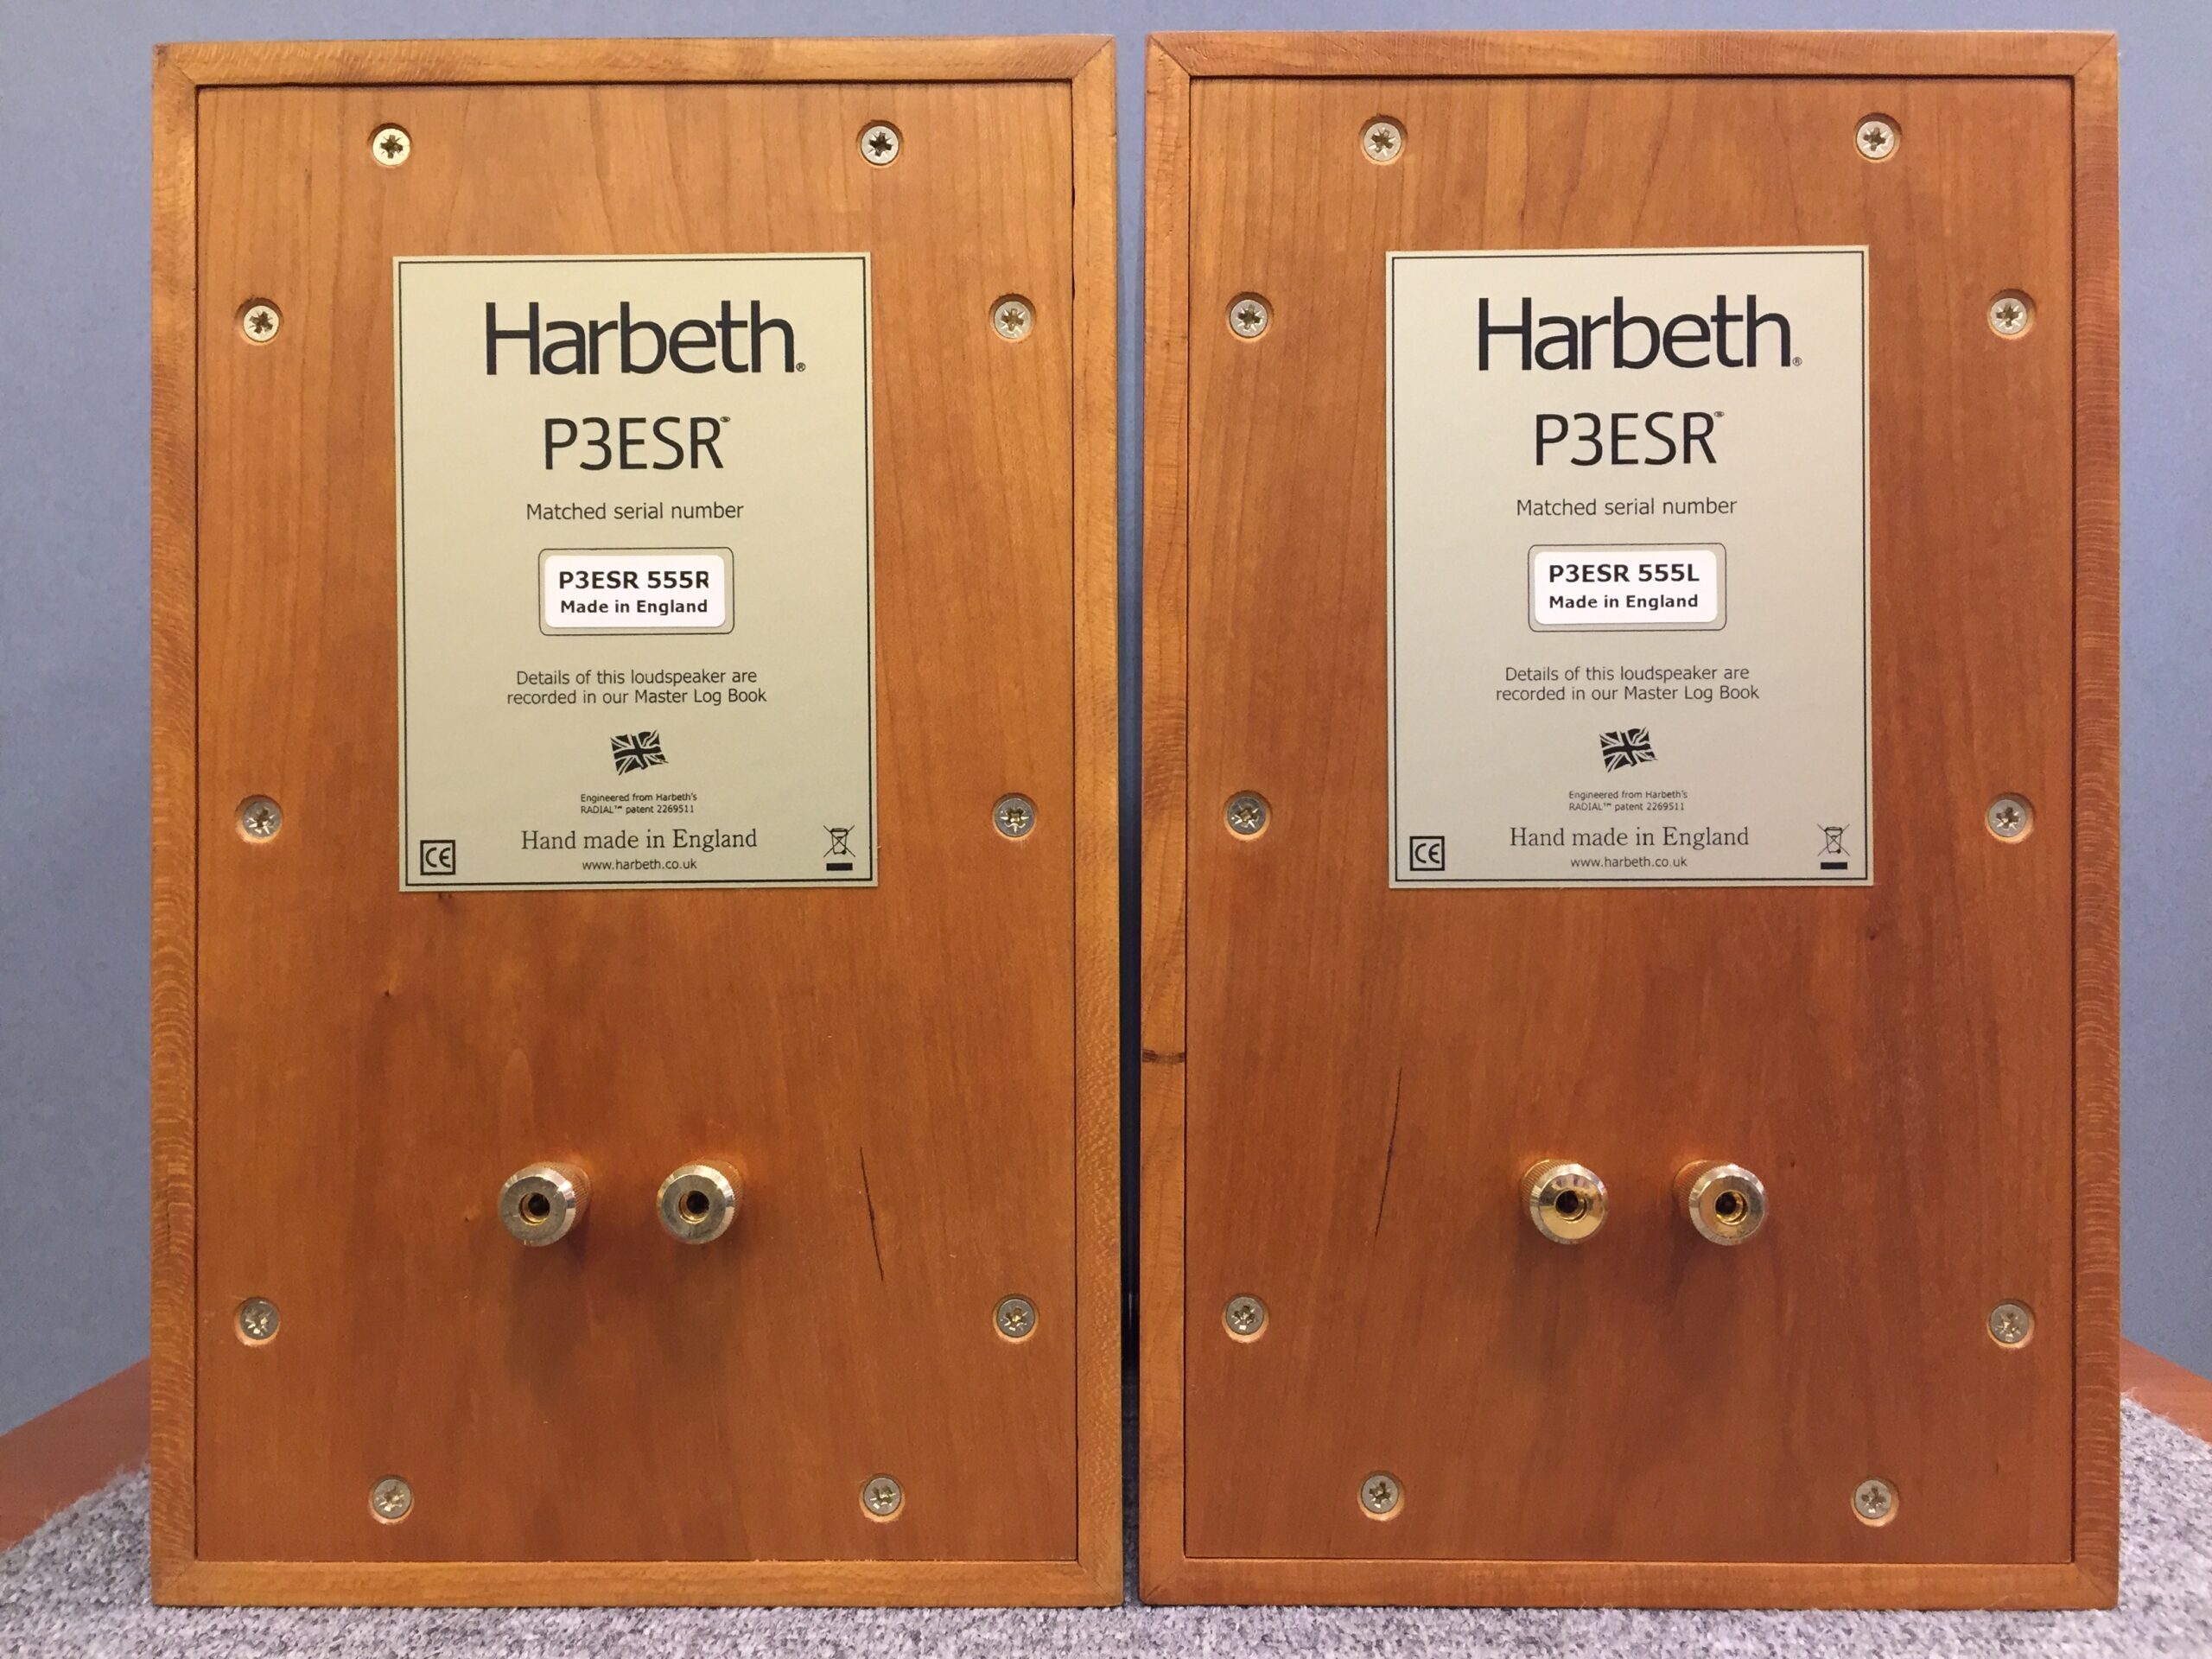 Harbeth®
P3ESR™
Matched serial number
P3ESR 555R
Made in England
Details of this loudspeaker are
recorded in our Master Log Book
Engineered from Harbeth's
RADIAL™ patent 2269511
Hand made in England
www.harbeth.co.uk
CE
Harbeth®
P3ESR™
Matched serial number
P3ESR 555L
Made in England
Details of this loudspeaker are
recorded in our Master Log Book
Engineered from Harbeth's
RADIAL™ patent 2269511
Hand made in England
www.harbeth.co.uk
CE